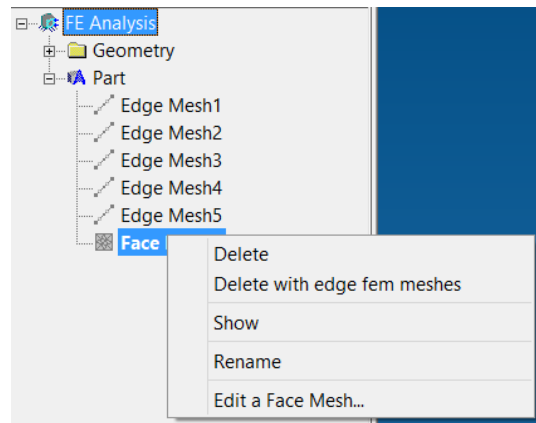 FE Analysis
Geometry
Part
Edge Mesh1
Edge Mesh2
Edge Mesh3
Edge Mesh4
Edge Mesh5
Face
Delete
Delete with edge fem meshes
Show
Rename
Edit a Face Mesh...